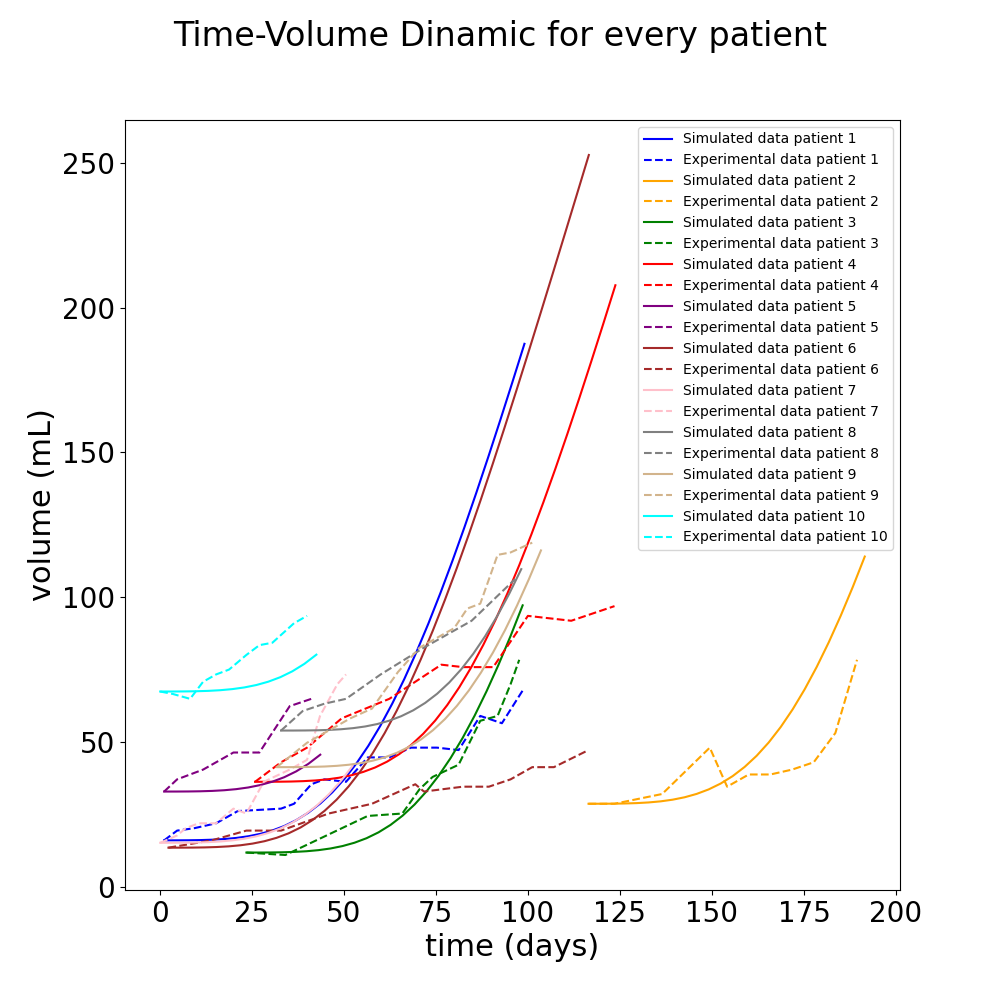 Time-Volume Dinamic for every patient
250
200
150
100
50
0
volume (mL)
Simulated data patient 1
Experimental data patient 1
Simulated data patient 2
Experimental data patient 2
Simulated data patient 3
Experimental data patient 3
Simulated data patient 4
Experimental data patient 4
Simulated data patient 5
Experimental data patient 5
Simulated data patient 6
Experimental data patient 6
Simulated data patient 7
Experimental data patient 7
Simulated data patient 8
Experimental data patient 8
Simulated data patient 9
Experimental data patient 9
Simulated data patient 10
Experimental data patient 10
0 25 50 75 100 125 150 175 200
time (days)